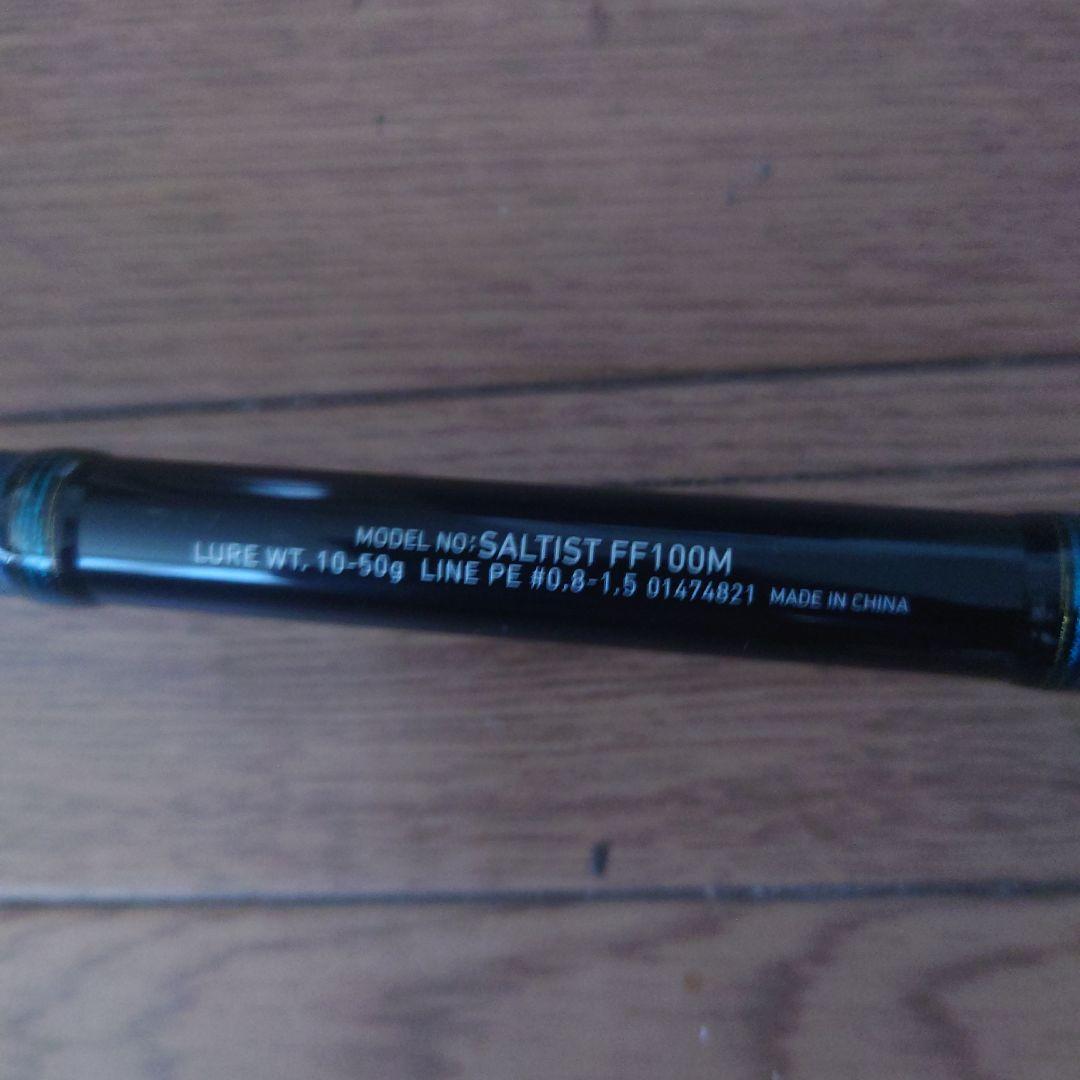 MODEL NO: SALTIST FF100M
LURE WT. 10-50g LINE PE #0.8-1.5 01474821 MADE IN CHINA